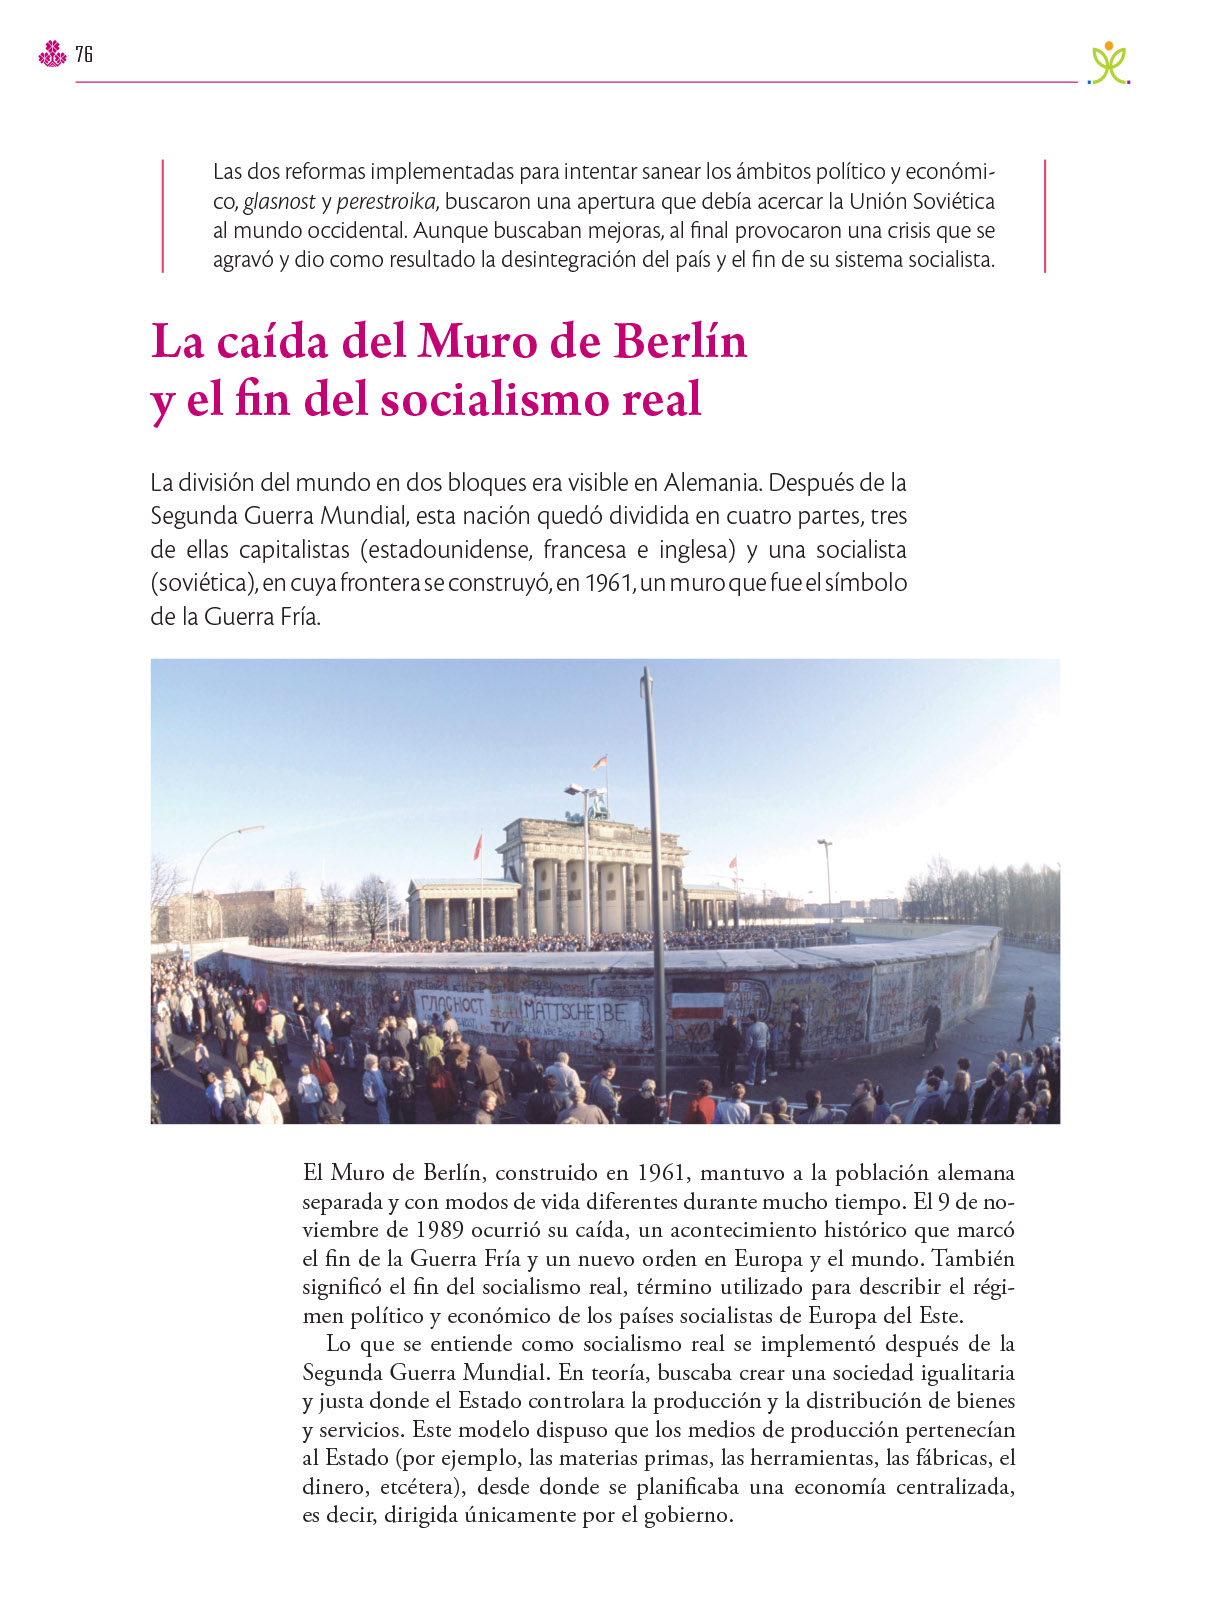 76
Las dos reformas implementadas para intentar sanear los ámbitos político y económi-
co, glasnost y perestroika, buscaron una apertura que debía acercar la Unión Soviética
al mundo occidental. Aunque buscaban mejoras, al final provocaron una crisis que se
agravó y dio como resultado la desintegración del país y el fin de su sistema socialista.
La caída del Muro de Berlín
y el fin del socialismo real
La división del mundo en dos bloques era visible en Alemania. Después de la
Segunda Guerra Mundial, esta nación quedó dividida en cuatro partes, tres
de ellas capitalistas (estadounidense, francesa e inglesa) y una socialista
(soviética), en cuya frontera se construyó, en 1961, un muro que fue el símbolo
de la Guerra Fría.
ГЛАСНОСТ
statt
MATTSCHEIBE
TV
DIE
El Muro de Berlín, construido en 1961, mantuvo a la población alemana
separada y con modos de vida diferentes durante mucho tiempo. El 9 de no-
viembre de 1989 ocurrió su caída, un acontecimiento histórico que marcó
el fin de la Guerra Fría y un nuevo orden en Europa y el mundo. También
significó el fin del socialismo real, término utilizado para describir el régi-
men político y económico de los países socialistas de Europa del Este.
Lo que se entiende como socialismo real se implementó después de la
Segunda Guerra Mundial. En teoría, buscaba crear una sociedad igualitaria
y justa donde el Estado controlara la producción y la distribución de bienes
y servicios. Este modelo dispuso que los medios de producción pertenecían
al Estado (por ejemplo, las materias primas, las herramientas, las fábricas, el
dinero, etcétera), desde donde se planificaba una economía centralizada,
es decir, dirigida únicamente por el gobierno.